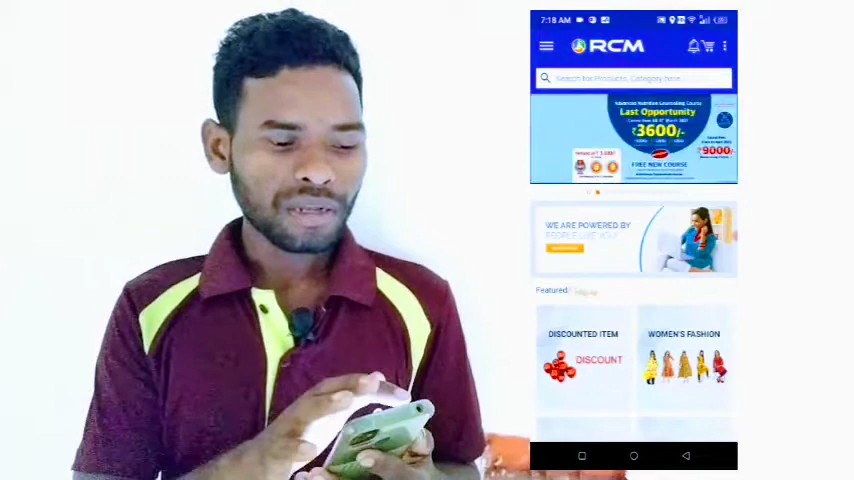 7:18 AM
RCM
Search for Products, Category here
Advanced Nutrition Counseling Course
Last Opportunity
₹3600/-
₹9000/-
FREE NEW COURSE
WE ARE POWERED BY
PEOPLE LIKE YOU
Featured
DISCOUNTED ITEM
WOMEN'S FASHION
DISCOUNT